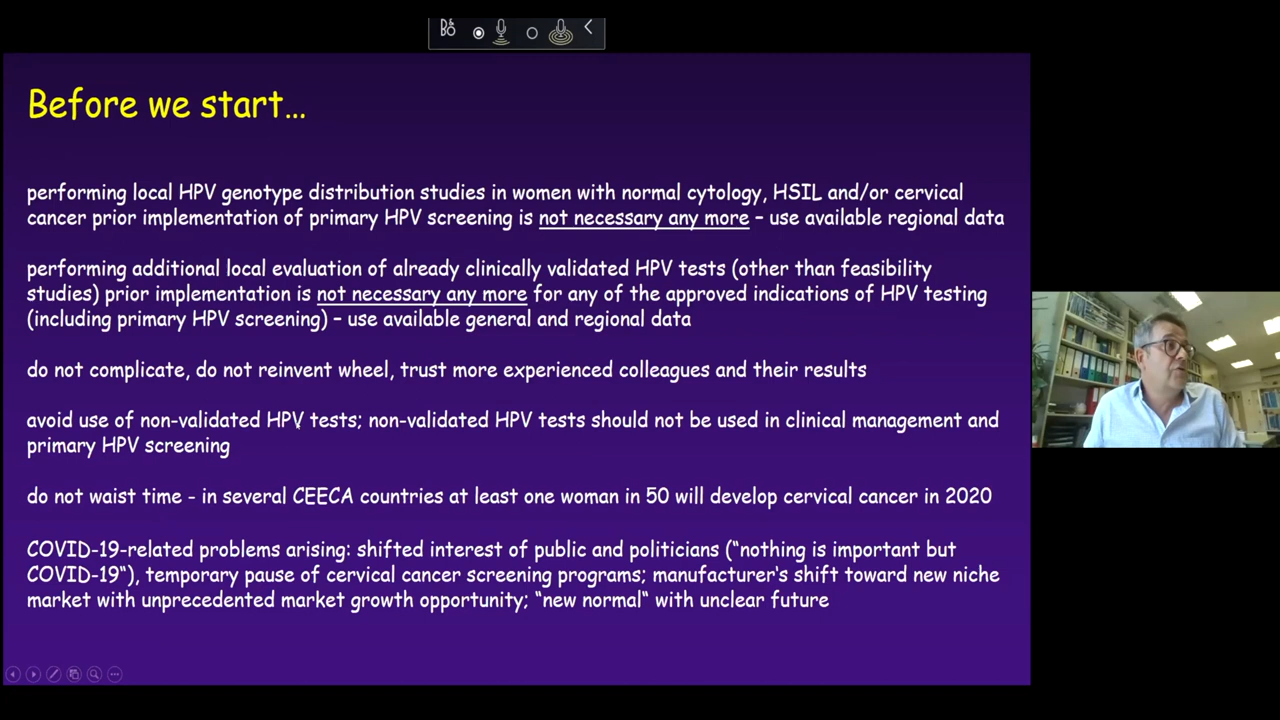 Before we start...
performing local HPV genotype distribution studies in women with normal cytology, HSIL and/or cervical
cancer prior implementation of primary HPV screening is not necessary any more – use available regional data
performing additional local evaluation of already clinically validated HPV tests (other than feasibility
studies) prior implementation is not necessary any more for any of the approved indications of HPV testing
(including primary HPV screening) – use available general and regional data
do not complicate, do not reinvent wheel, trust more experienced colleagues and their results
avoid use of non-validated HPV tests; non-validated HPV tests should not be used in clinical management and
primary HPV screening
do not waist time - in several CEECA countries at least one woman in 50 will develop cervical cancer in 2020
COVID-19-related problems arising: shifted interest of public and politicians ("nothing is important but
COVID-19"), temporary pause of cervical cancer screening programs; manufacturer's shift toward new niche
market with unprecedented market growth opportunity; "new normal" with unclear future